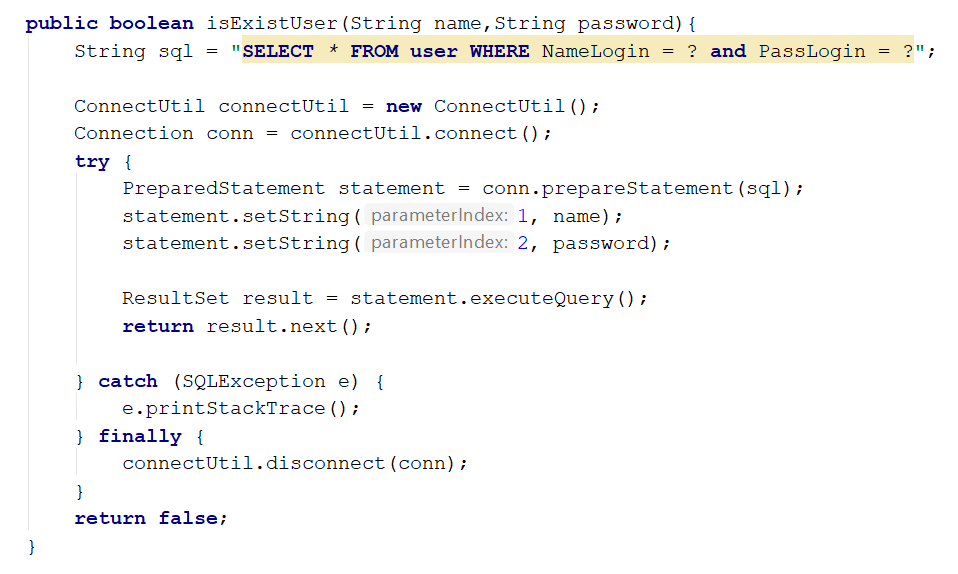 public boolean isExistUser(String name,String password){
String sql = "SELECT * FROM user WHERE NameLogin = ? and PassLogin = ?";
ConnectUtil connectUtil = new ConnectUtil();
Connection conn = connectUtil.connect();
try {
PreparedStatement statement = conn.prepareStatement(sql);
statement.setString( parameterIndex: 1, name);
statement.setString( parameterIndex: 2, password);
ResultSet result = statement.executeQuery();
return result.next();
} catch (SQLException e) {
e.printStackTrace();
} finally {
connectUtil.disconnect(conn);
}
return false;
}